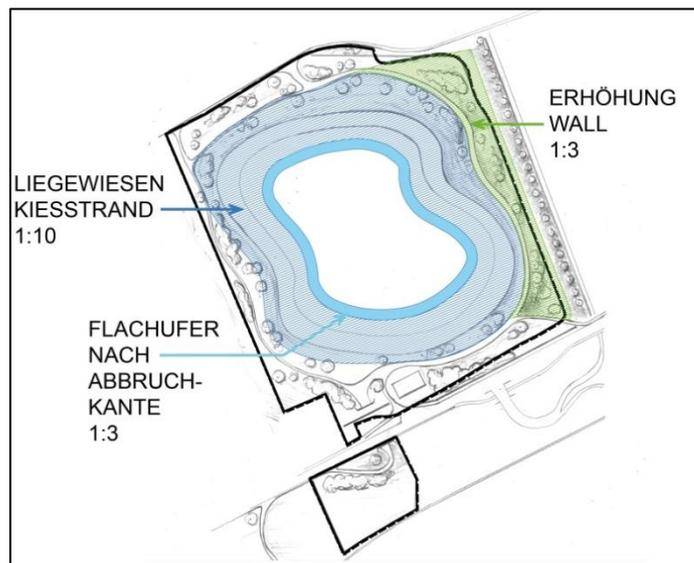 ERHÖHUNG
WALL
1:3
LIEGEWIESEN
KIESSTRAND
1:10
FLACHUFER
NACH
ABBRUCH-
KANTE
1:3